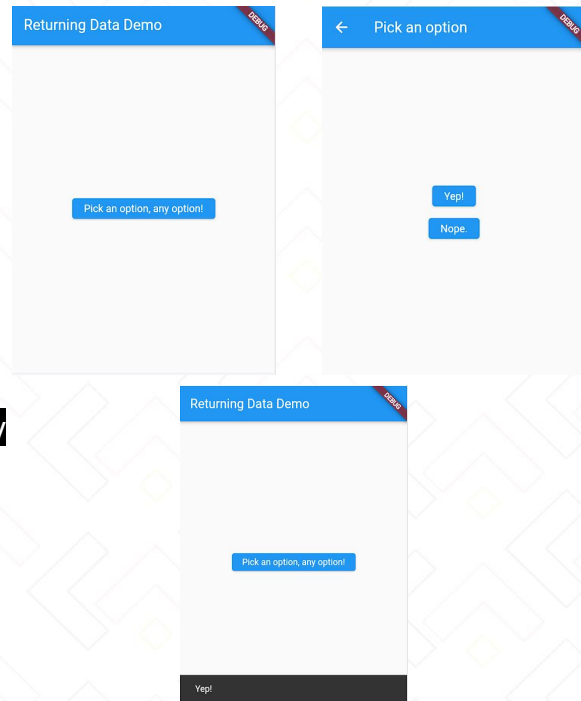 Returning Data Demo
DEBUG
Pick an option, any option!
Pick an option
DEBUG
Yep!
Nope.
Returning Data Demo
DEBUG
Pick an option, any option!
Yep!